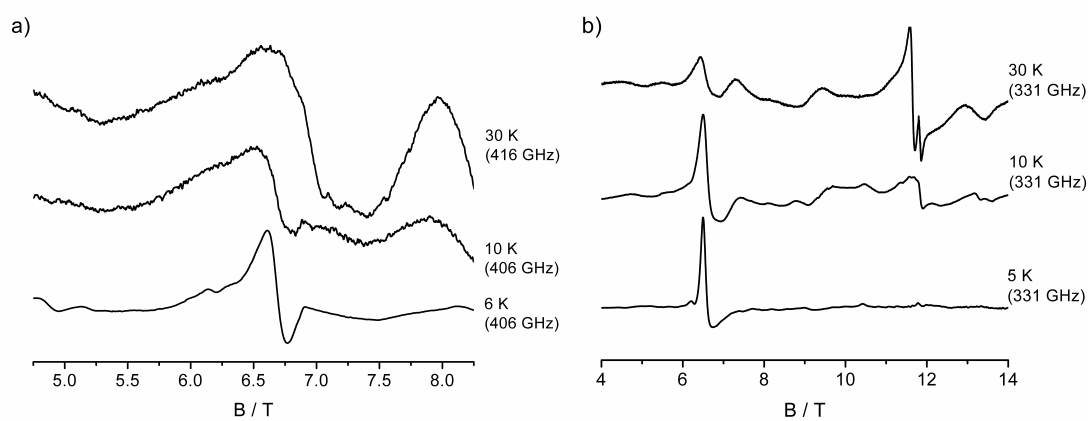 a)
30 K
(416 GHz)
10 K
(406 GHz)
6 K
(406 GHz)
5.0 5.5 6.0 6.5 7.0 7.5 8.0
B / T
b)
30 K
(331 GHz)
10 K
(331 GHz)
5 K
(331 GHz)
4 6 8 10 12 14
B / T